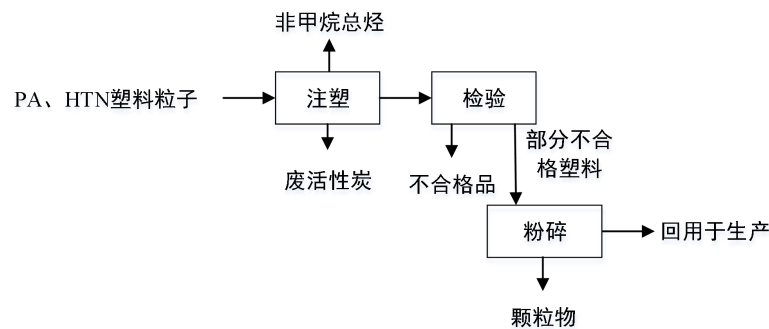 非甲烷总烃
PA、HTN塑料粒子
注塑
检验
废活性炭
不合格品
部分不合
格塑料
粉碎
回用于生产
颗粒物